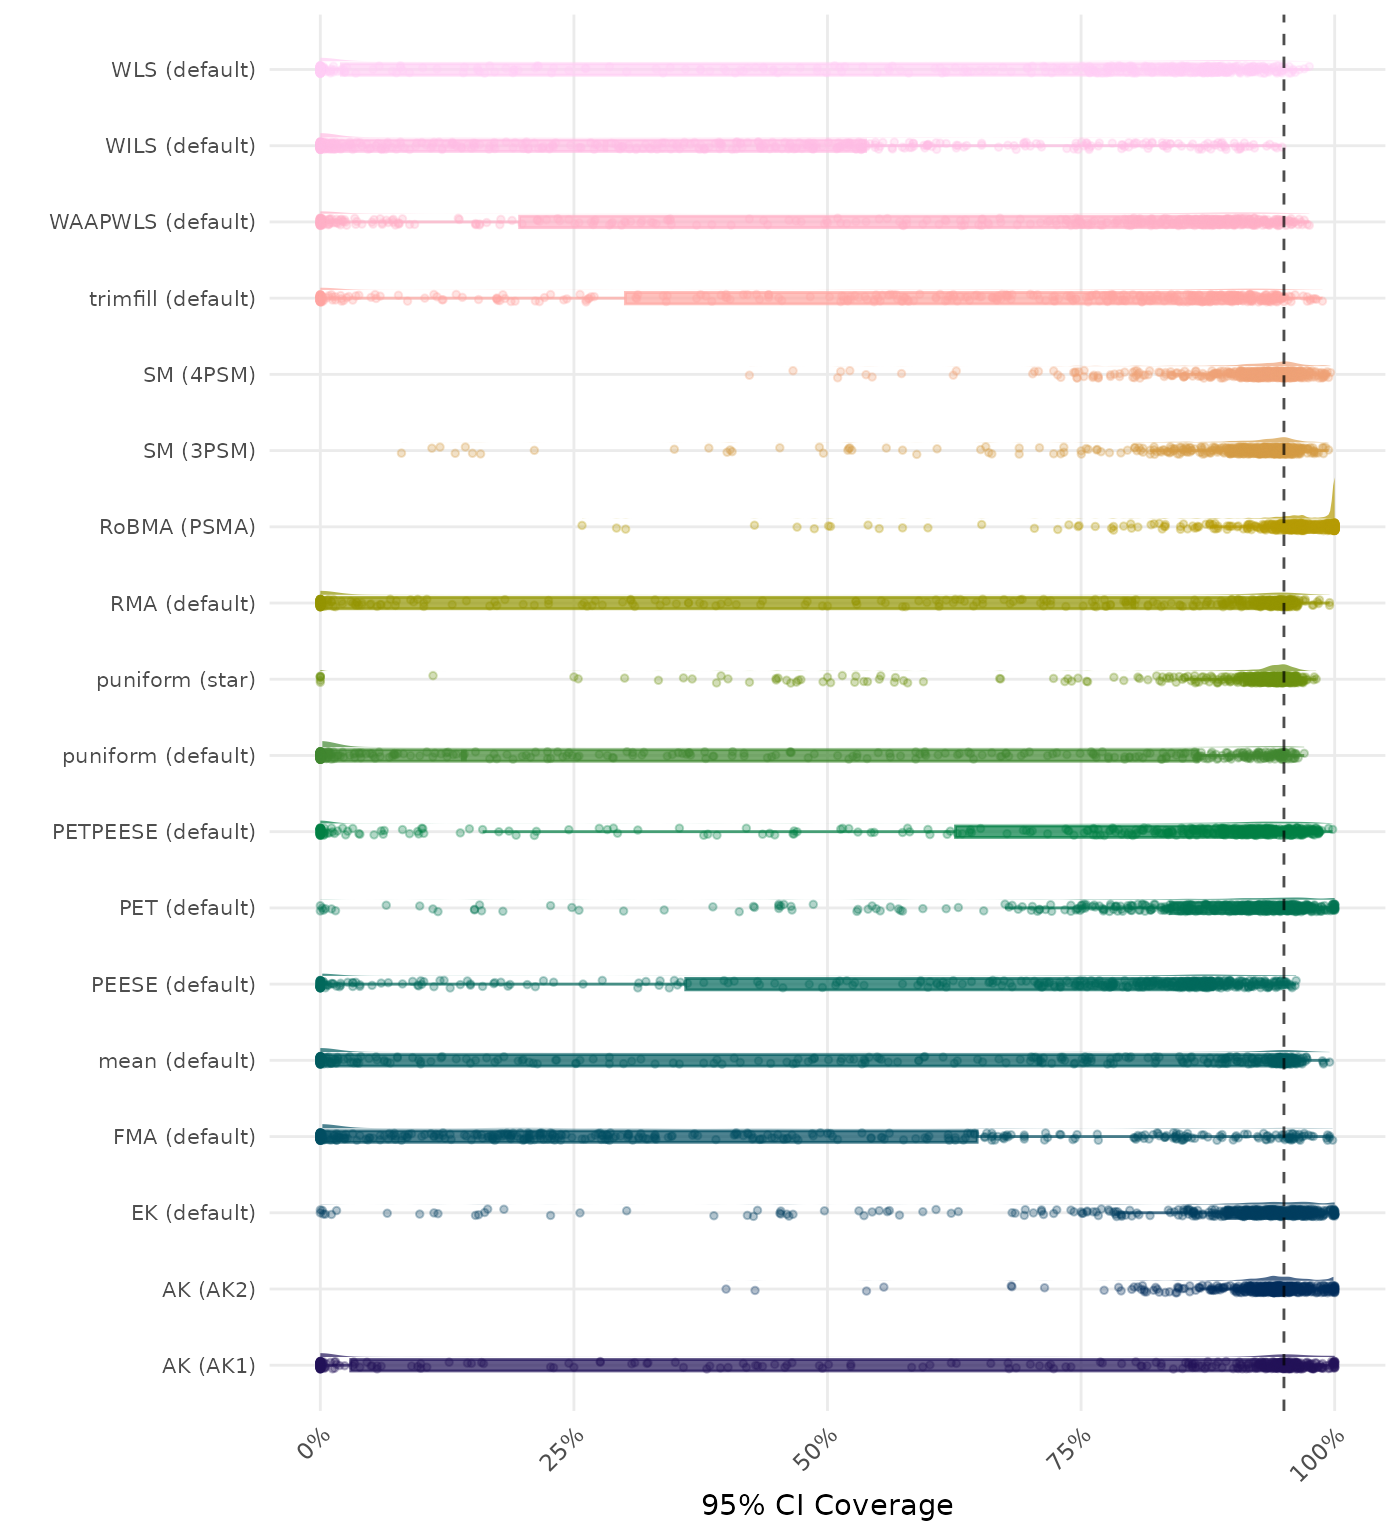 WLS (default)
WILS (default)
WAAPWLS (default)
trimfill (default)
SM (4PSM)
SM (3PSM)
RoBMA (PSMA)
RMA (default)
puniform (star)
puniform (default)
PETPEESE (default)
PET (default)
PEESE (default)
mean (default)
FMA (default)
EK (default)
AK (AK2)
AK (AK1)
0% 25% 50% 75% 100%
95% CI Coverage